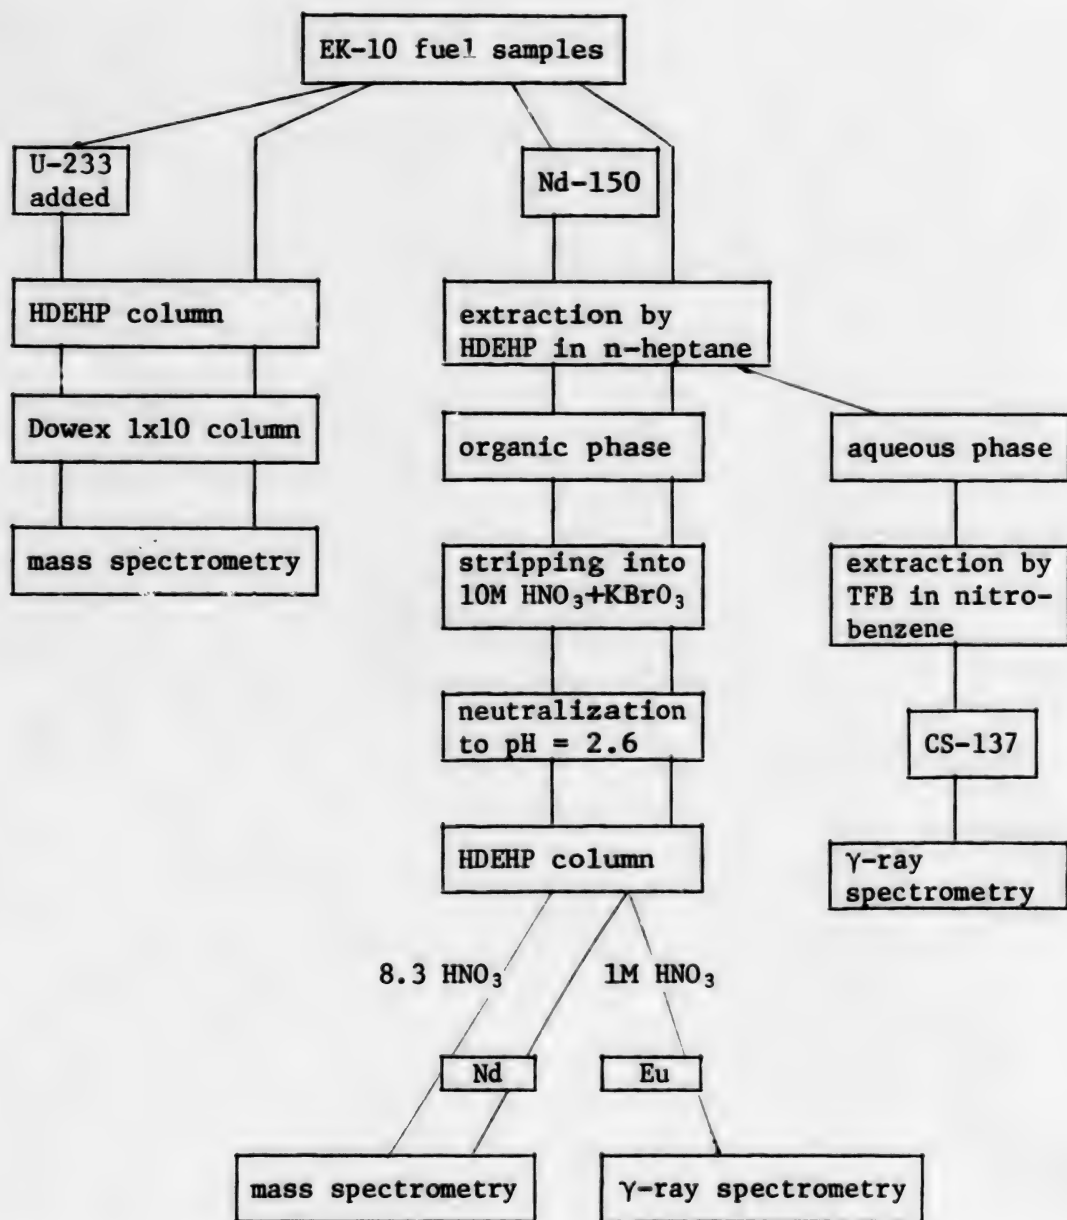 EK-10 fuel samples
U-233
added
Nd-150
HDEHP column
extraction by
HDEHP in n-heptane
Dowex 1x10 column
organic phase
aqueous phase
mass spectrometry
stripping into
10M HNO₃+KBrO₃
extraction by
TFB in nitro-
benzene
neutralization
to pH = 2.6
CS-137
HDEHP column
γ-ray
spectrometry
8.3 HNO₃
1M HNO₃
Nd
Eu
mass spectrometry
γ-ray spectrometry